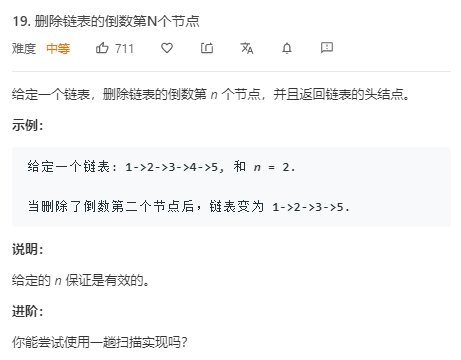 19. 删除链表的倒数第N个节点
难度 中等 711
给定一个链表，删除链表的倒数第 n 个节点，并且返回链表的头结点。
示例：
给定一个链表: 1->2->3->4->5, 和 n = 2.
当删除了倒数第二个节点后，链表变为 1->2->3->5.
说明：
给定的 n 保证是有效的。
进阶：
你能尝试使用一趟扫描实现吗？